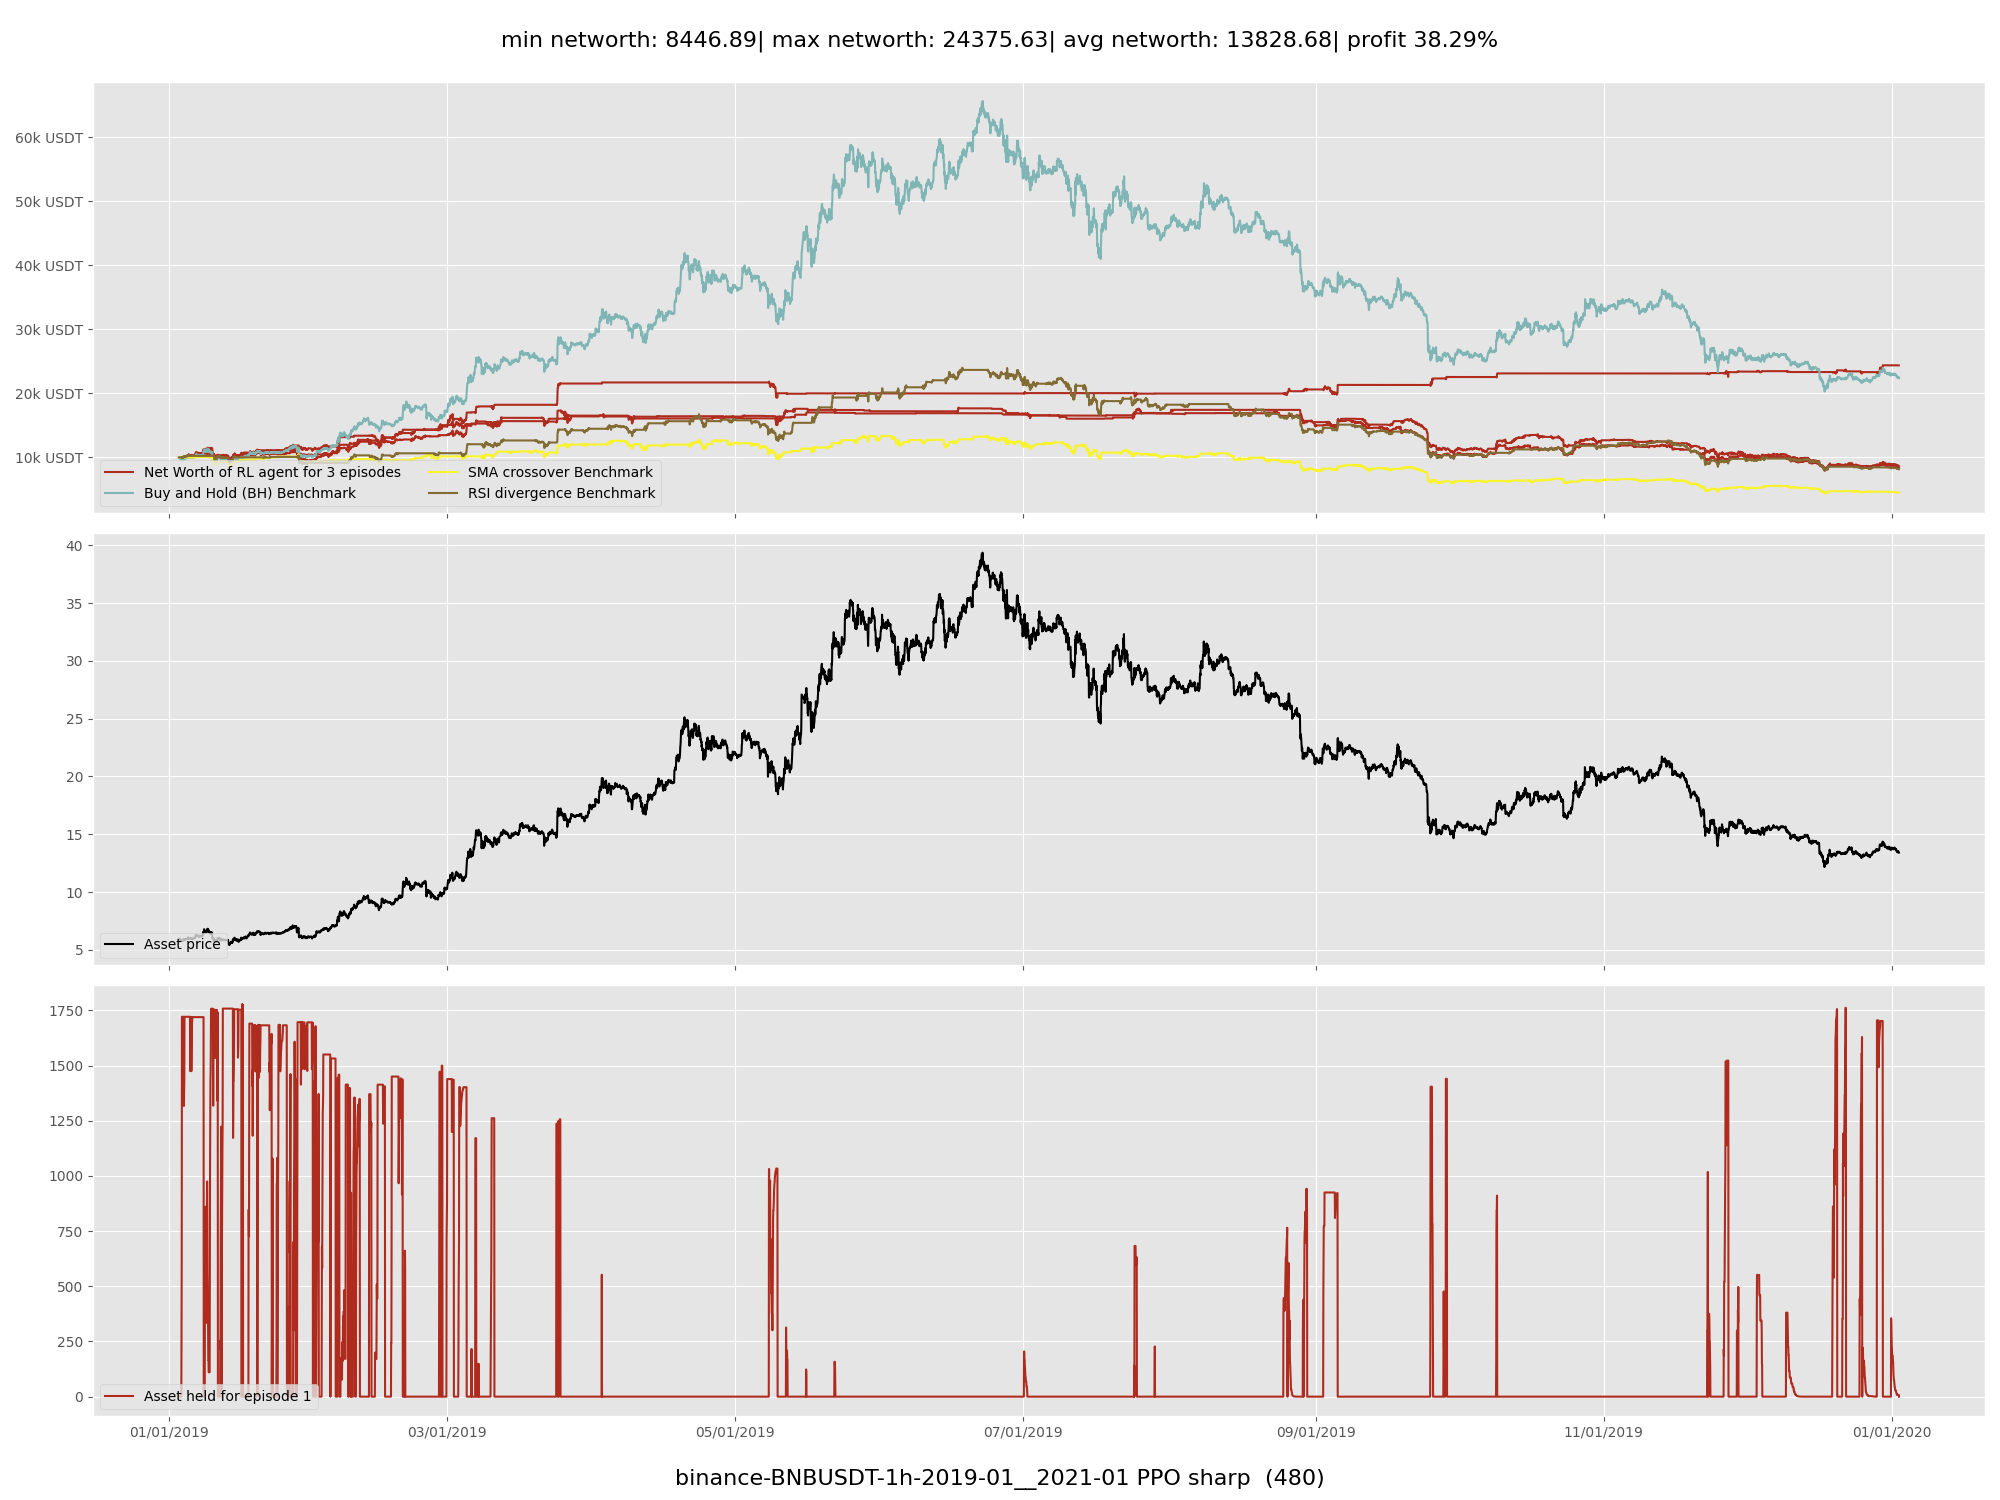 min networth: 8446.89| max networth: 24375.63| avg networth: 13828.68| profit 38.29%
60k USDT
50k USDT
40k USDT
30k USDT
20k USDT
10k USDT
Net Worth of RL agent for 3 episodes
Buy and Hold (BH) Benchmark
SMA crossover Benchmark
RSI divergence Benchmark
40
35
30
25
20
15
10
5
Asset price
1750
1500
1250
1000
750
500
250
0
Asset held for episode 1
01/01/2019 03/01/2019 05/01/2019 07/01/2019 09/01/2019 11/01/2019 01/01/2020
binance-BNBUSDT-1h-2019-01__2021-01 PPO sharp (480)